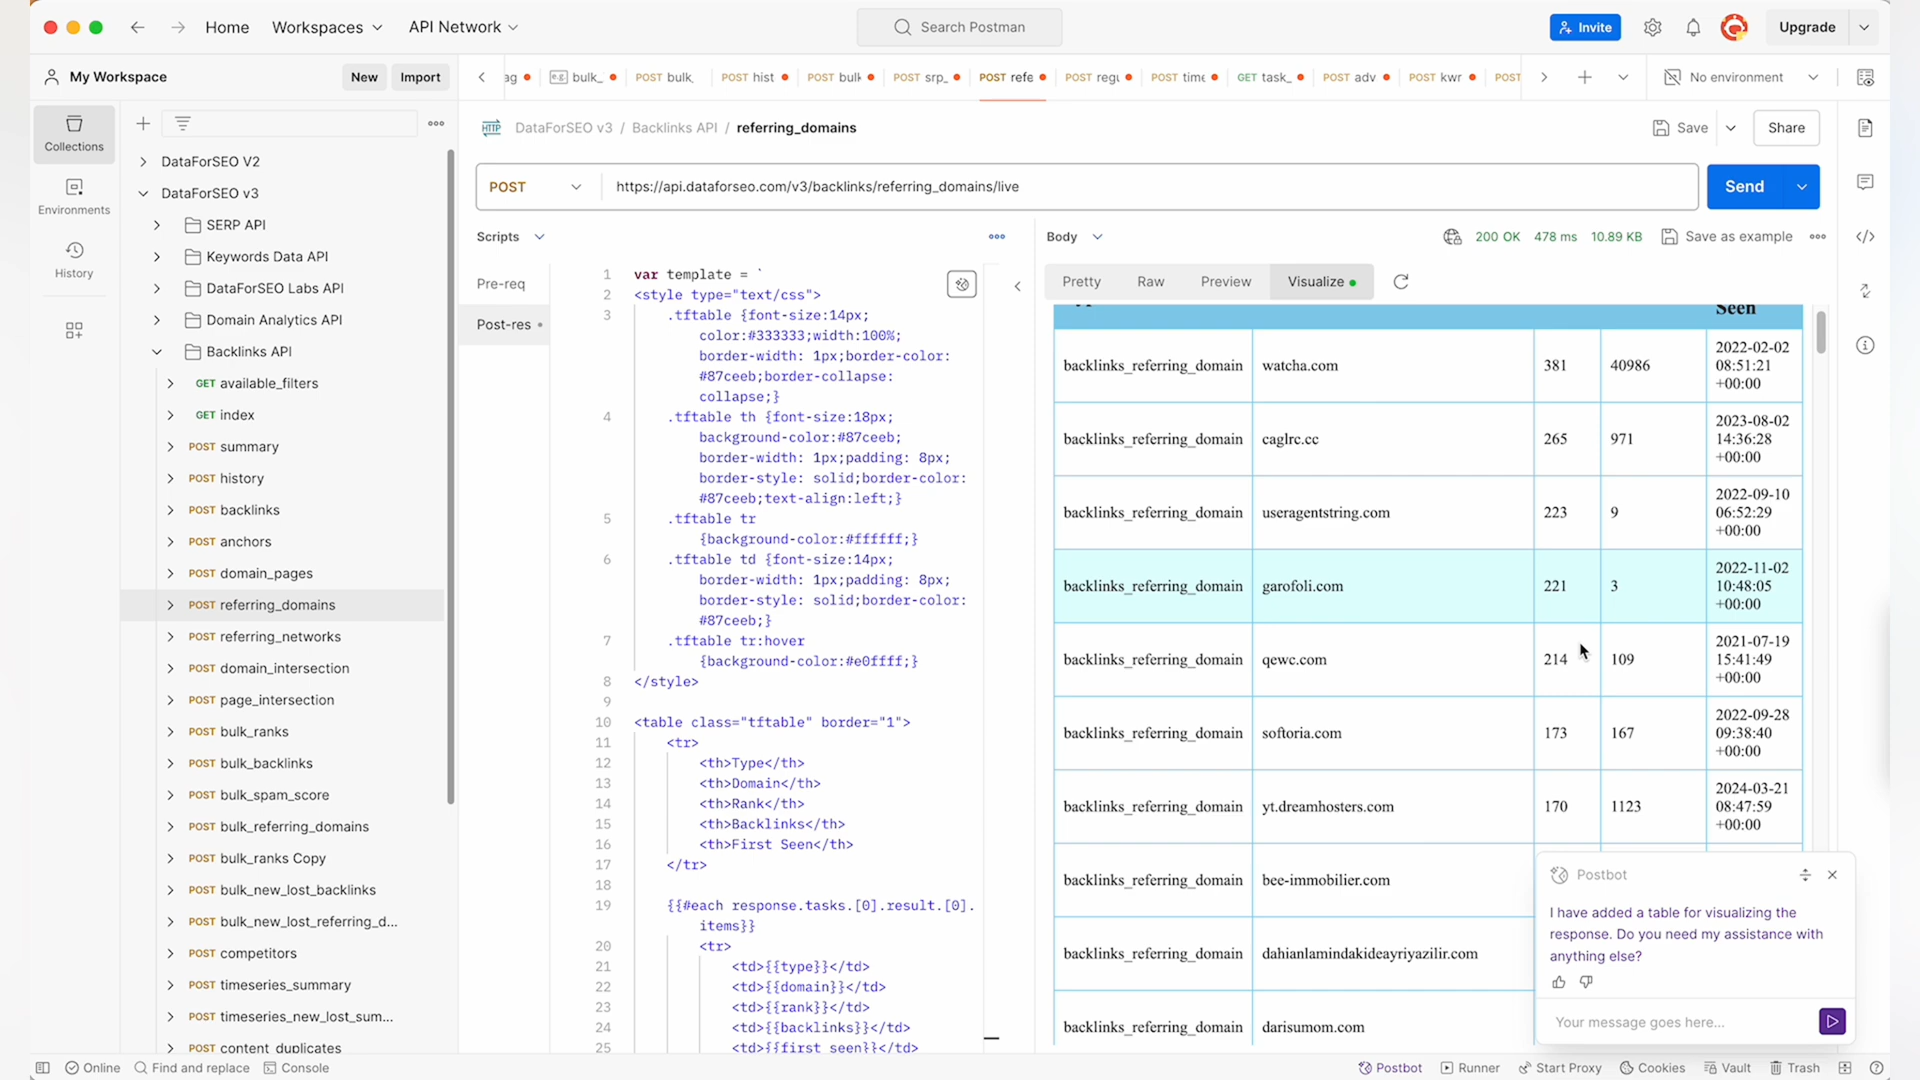 Home
Workspaces
API Network
Search Postman
Invite
Upgrade
My Workspace
New
Import
ag
e.g. bulk_
POST bulk_
POST hist
POST bulk
POST srp_
POST refe
POST regu
POST time
GET task_
POST adv
POST kwr
POST
No environment
Collections
Environments
History
DataForSEO V2
DataForSEO v3
SERP API
Keywords Data API
DataForSEO Labs API
Domain Analytics API
Backlinks API
GET available_filters
GET index
POST summary
POST history
POST backlinks
POST anchors
POST domain_pages
POST referring_domains
POST referring_networks
POST domain_intersection
POST page_intersection
POST bulk_ranks
POST bulk_backlinks
POST bulk_spam_score
POST bulk_referring_domains
POST bulk_ranks Copy
POST bulk_new_lost_backlinks
POST bulk_new_lost_referring_d...
POST competitors
POST timeseries_summary
POST timeseries_new_lost_sum...
POST content_duplicates
HTTP DataForSEO v3 / Backlinks API / referring_domains
Save
Share
POST
https://api.dataforseo.com/v3/backlinks/referring_domains/live
Send
Scripts
Pre-req
Post-res
1 var template = `
2 <style type="text/css">
3 .tftable {font-size:14px;
color:#333333;width:100%;
border-width: 1px;border-color:
#87ceeb;border-collapse:
collapse;}
4 .tftable th {font-size:18px;
background-color:#87ceeb;
border-width: 1px;padding: 8px;
border-style: solid;border-color:
#87ceeb;text-align:left;}
5 .tftable tr
{background-color:#ffffff;}
6 .tftable td {font-size:14px;
border-width: 1px;padding: 8px;
border-style: solid;border-color:
#87ceeb;}
7 .tftable tr:hover
{background-color:#e0ffff;}
8 </style>
9
10 <table class="tftable" border="1">
11 <tr>
12 <th>Type</th>
13 <th>Domain</th>
14 <th>Rank</th>
15 <th>Backlinks</th>
16 <th>First Seen</th>
17 </tr>
18
19 {{#each response.tasks.[0].result.[0].
items}}
20 <tr>
21 <td>{{type}}</td>
22 <td>{{domain}}</td>
23 <td>{{rank}}</td>
24 <td>{{backlinks}}</td>
25 <td>{{first_seen}}</td>
Body
200 OK 478 ms 10.89 KB
Save as example
Pretty Raw Preview Visualize
Seen
backlinks_referring_domain watcha.com 381 40986 2022-02-02
08:51:21
+00:00
backlinks_referring_domain caglrc.cc 265 971 2023-08-02
14:36:28
+00:00
backlinks_referring_domain useragentstring.com 223 9 2022-09-10
06:52:29
+00:00
backlinks_referring_domain garofoli.com 221 3 2022-11-02
10:48:05
+00:00
backlinks_referring_domain qewc.com 214 109 2021-07-19
15:41:49
+00:00
backlinks_referring_domain softoria.com 173 167 2022-09-28
09:38:40
+00:00
backlinks_referring_domain yt.dreamhosters.com 170 1123 2024-03-21
08:47:59
+00:00
backlinks_referring_domain bee-immobilier.com
backlinks_referring_domain dahianlamindakideayriyazilir.com
backlinks_referring_domain darisumom.com
Postbot
I have added a table for visualizing the
response. Do you need my assistance with
anything else?
Your message goes here...
Online
Find and replace
Console
Postbot
Runner
Start Proxy
Cookies
Vault
Trash